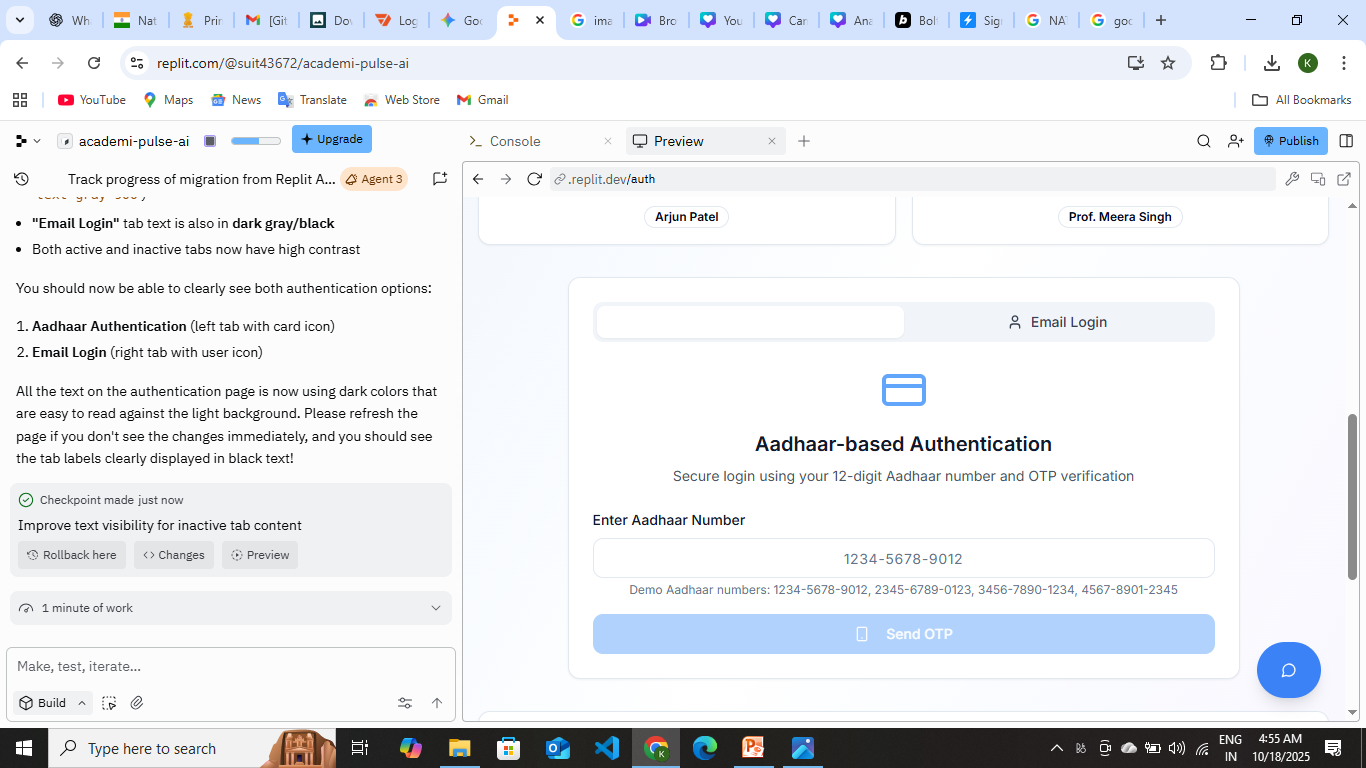 Wh
Nat
Prin
[Git
Dov
Log
Goo
ima
Bro
You
Can
Ana
Bol
Sig
NAT
goo
replit.com/@suit43672/academi-pulse-ai
K
YouTube
Maps
News
Translate
Web Store
Gmail
All Bookmarks
academi-pulse-ai
Upgrade
Console
Preview
Publish
Track progress of migration from Replit A...
Agent 3
.replit.dev/auth
"Email Login" tab text is also in dark gray/black
Both active and inactive tabs now have high contrast
You should now be able to clearly see both authentication options:
1. Aadhaar Authentication (left tab with card icon)
2. Email Login (right tab with user icon)
All the text on the authentication page is now using dark colors that
are easy to read against the light background. Please refresh the
page if you don't see the changes immediately, and you should see
the tab labels clearly displayed in black text!
Checkpoint made just now
Improve text visibility for inactive tab content
Rollback here
Changes
Preview
1 minute of work
Make, test, iterate...
Build
Arjun Patel
Prof. Meera Singh
Email Login
Aadhaar-based Authentication
Secure login using your 12-digit Aadhaar number and OTP verification
Enter Aadhaar Number
1234-5678-9012
Demo Aadhaar numbers: 1234-5678-9012, 2345-6789-0123, 3456-7890-1234, 4567-8901-2345
Send OTP
Type here to search
ENG
IN
4:55 AM
10/18/2025